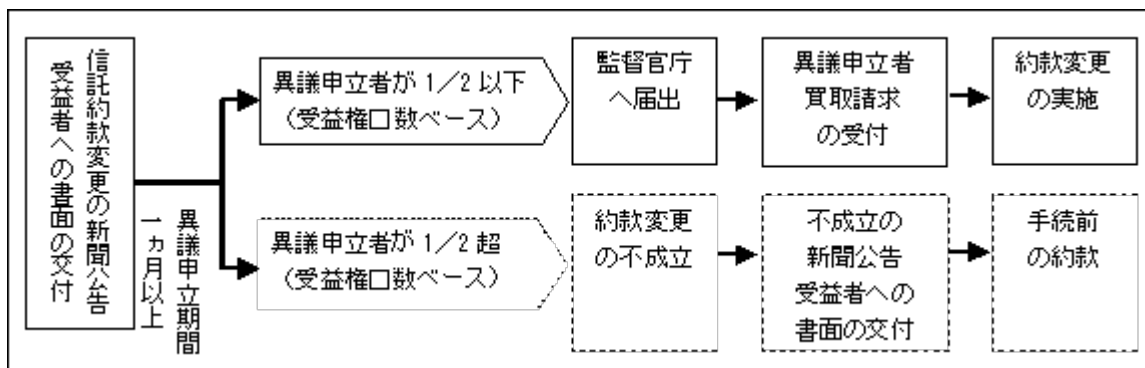 信託約款変更の新聞公告
受益者への書面の交付
異議申立期間
一ヵ月以上
異議申立者が1/2以下
(受益権口数ベース)
監督官庁
へ届出
異議申立者
買取請求
の受付
約款変更
の実施
異議申立者が1/2超
(受益権口数ベース)
約款変更
の不成立
不成立の
新聞公告
受益者への
書面の交付
手続前
の約款